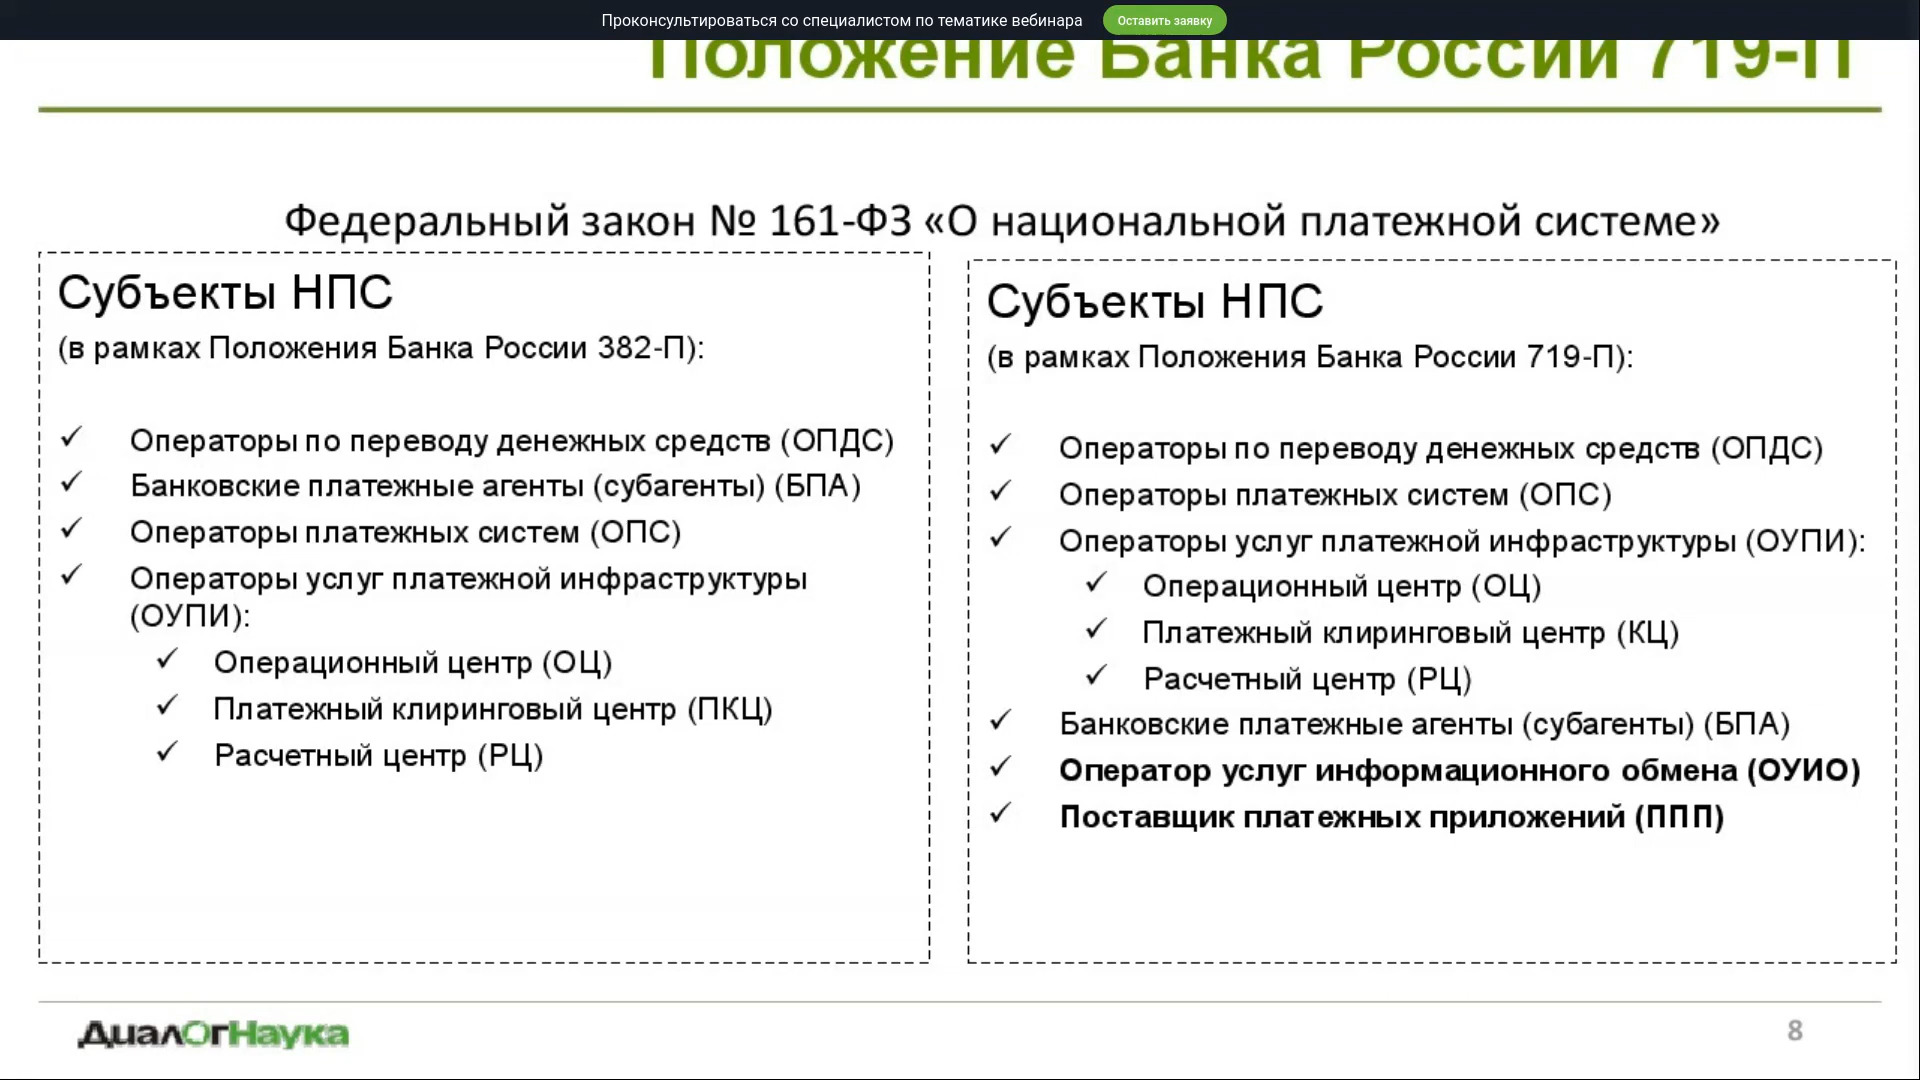 Проконсультироваться со специалистом по тематике вебинара
Оставить заявку
Положение Банка России 719-П
Федеральный закон № 161-ФЗ «О национальной платежной системе»
Субъекты НПС
(в рамках Положения Банка России 382-П):
✓ Операторы по переводу денежных средств (ОПДС)
✓ Банковские платежные агенты (субагенты) (БПА)
✓ Операторы платежных систем (ОПС)
✓ Операторы услуг платежной инфраструктуры
(ОУПИ):
✓ Операционный центр (ОЦ)
✓ Платежный клиринговый центр (ПКЦ)
✓ Расчетный центр (РЦ)
Субъекты НПС
(в рамках Положения Банка России 719-П):
✓ Операторы по переводу денежных средств (ОПДС)
✓ Операторы платежных систем (ОПС)
✓ Операторы услуг платежной инфраструктуры (ОУПИ):
✓ Операционный центр (ОЦ)
✓ Платежный клиринговый центр (КЦ)
✓ Расчетный центр (РЦ)
✓ Банковские платежные агенты (субагенты) (БПА)
✓ Оператор услуг информационного обмена (ОУИО)
✓ Поставщик платежных приложений (ППП)
ДиалОгНаука
8